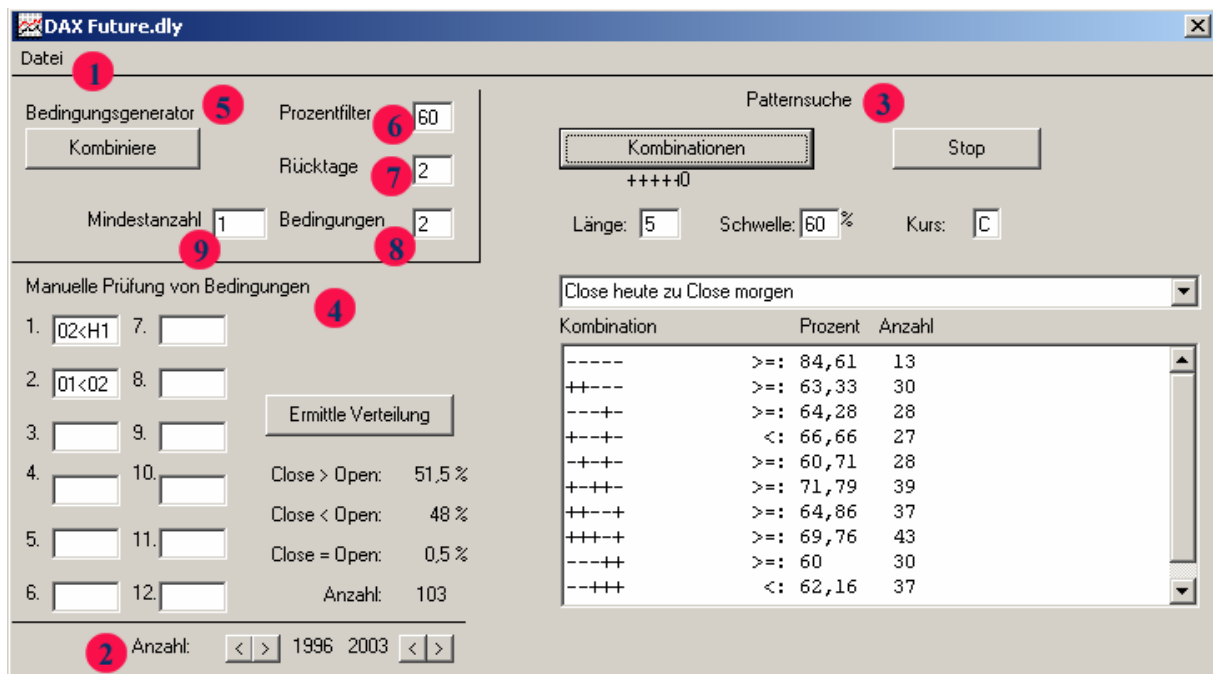 DAX Future.dly
Datei
1
Bedingungsgenerator 5
Kombiniere
Prozentfilter 6 60
Rücktage 7 2
Mindestanzahl 1 Bedingungen 2
9 8
Patternsuche 3
Kombinationen Stop
+++++0
Länge: 5 Schwelle: 60 % Kurs: C
Manuelle Prüfung von Bedingungen
4
1. 02<H1 7.
2. 01<02 8.
3. 9.
4. 10.
5. 11.
6. 12.
Ermittle Verteilung
Close > Open: 51,5 %
Close < Open: 48 %
Close = Open: 0,5 %
Anzahl: 103
2 Anzahl: < > 1996 2003 < >
Close heute zu Close morgen
Kombination Prozent Anzahl
----- >=: 84,61 13
++--- >=: 63,33 30
---+- >=: 64,28 28
+--+- <: 66,66 27
-+-+- >=: 60,71 28
+-++- >=: 71,79 39
++--+ >=: 64,86 37
+++-+ >=: 69,76 43
---++ >=: 60 30
--+++ <: 62,16 37